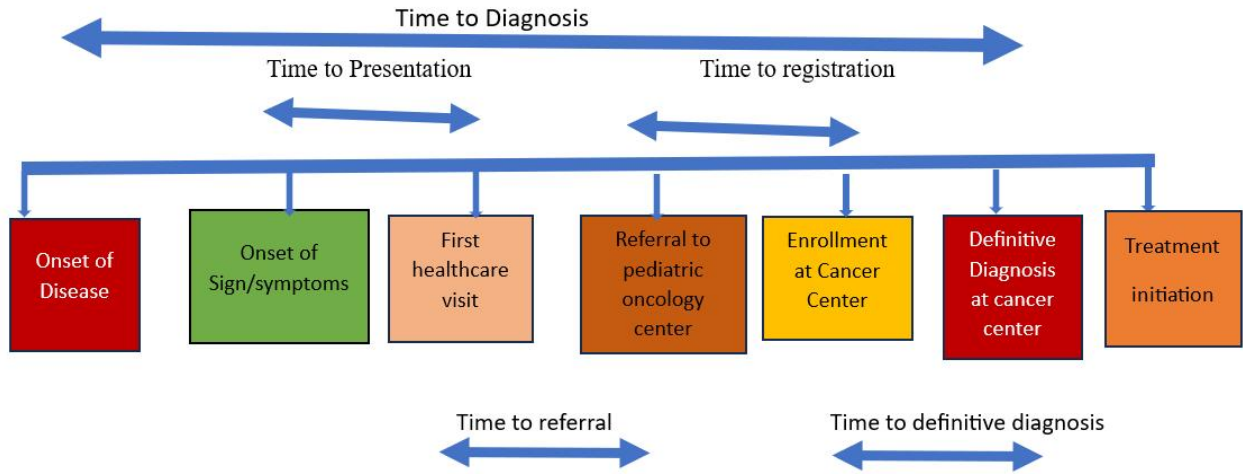 Time to Diagnosis
Time to Presentation
Time to registration
Onset of
Disease
Onset of
Sign/symptoms
First
healthcare
visit
Referral to
pediatric
oncology
center
Enrollment
at Cancer
Center
Definitive
Diagnosis
at cancer
center
Treatment
initiation
Time to referral
Time to definitive diagnosis